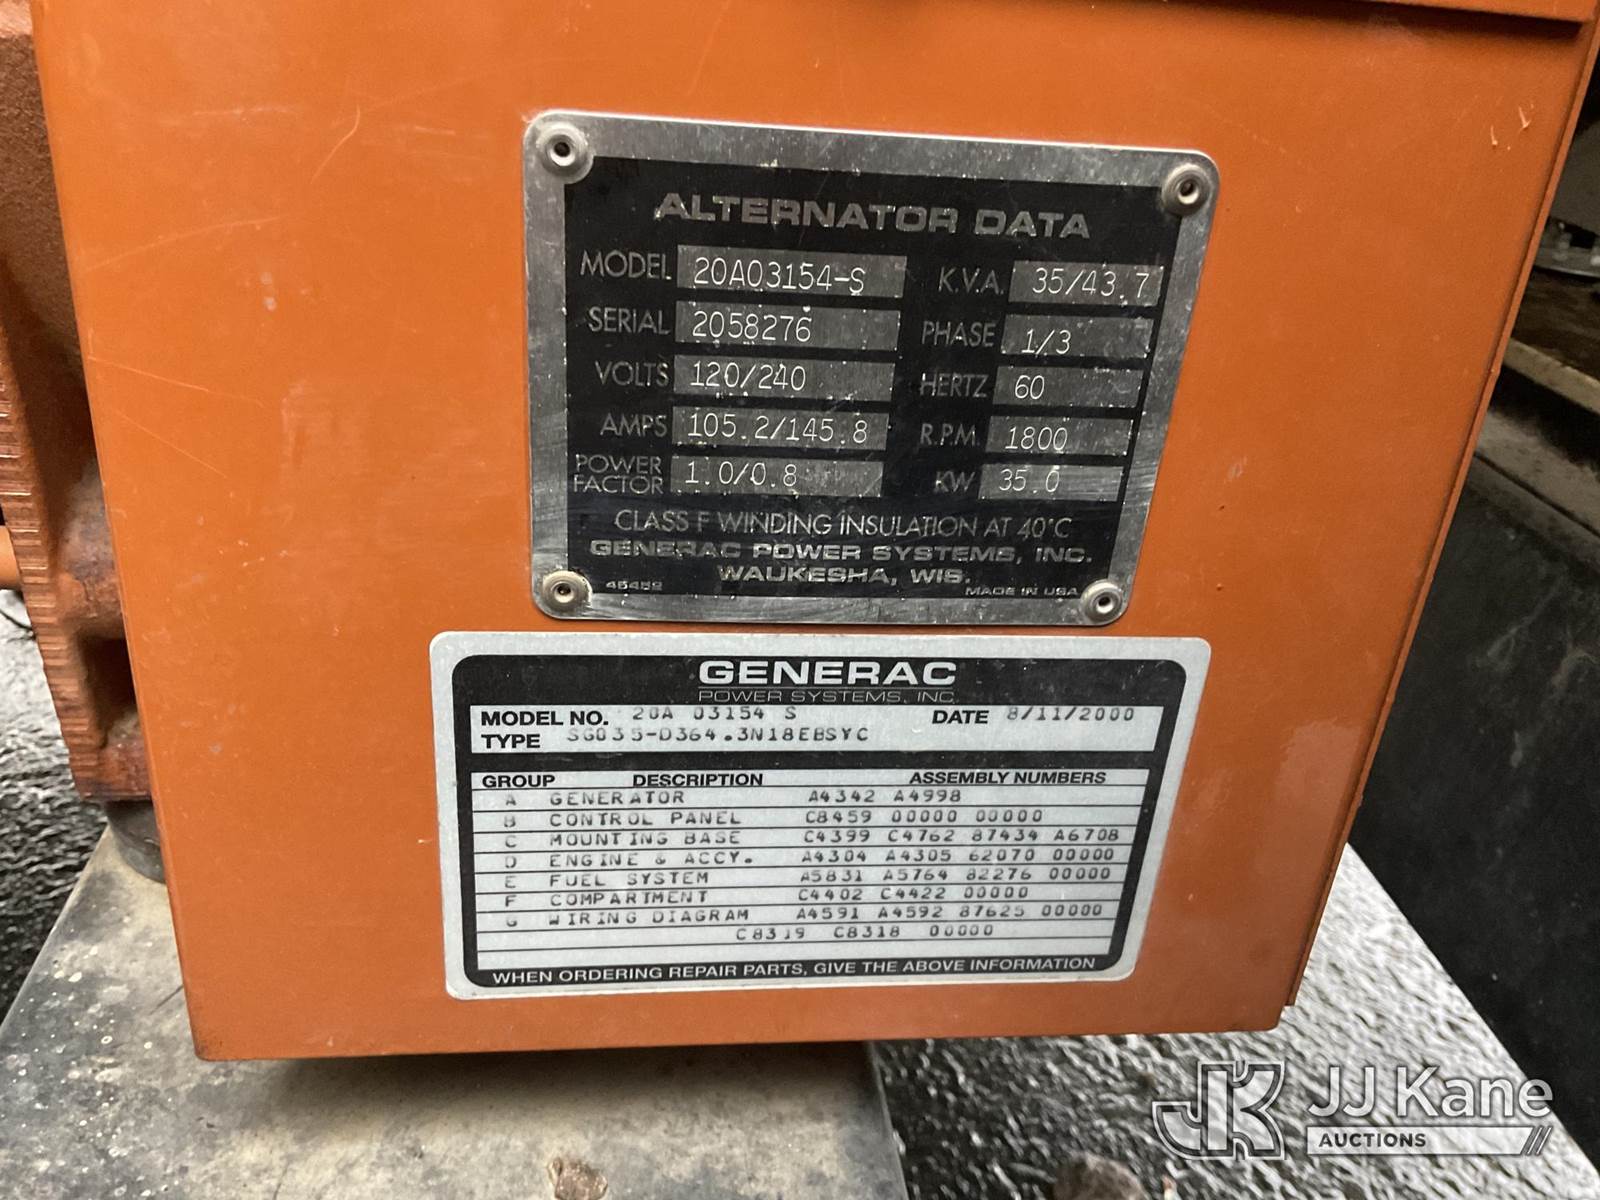 ALTERNATOR DATA
MODEL 20A03154-S K.V.A. 35/43.7
SERIAL 2058276 PHASE 1/3
VOLTS 120/240 HERTZ 60
AMPS 105.2/145.8 R.P.M. 1800
POWER FACTOR 1.0/0.8 KW 35.0
CLASS F WINDING INSULATION AT 40°C
GENERAC POWER SYSTEMS, INC.
WAUKESHA, WIS.
45459 MADE IN USA
GENERAC
POWER SYSTEMS, INC.
MODEL NO. 20A 03154 S DATE 8/11/2000
TYPE SG035-D364.3N18EBSYC
GROUP DESCRIPTION ASSEMBLY NUMBERS
A GENERATOR A4342 A4998
B CONTROL PANEL C8459 00000 00000
C MOUNTING BASE C4399 C4762 87434 A6708
D ENGINE & ACCY. A4304 A4305 62070 00000
E FUEL SYSTEM A5831 A5764 82276 00000
F COMPARTMENT C4402 C4422 00000
G WIRING DIAGRAM A4591 A4592 87625 00000
C8319 C8318 00000
WHEN ORDERING REPAIR PARTS, GIVE THE ABOVE INFORMATION
JK JJ Kane
AUCTIONS